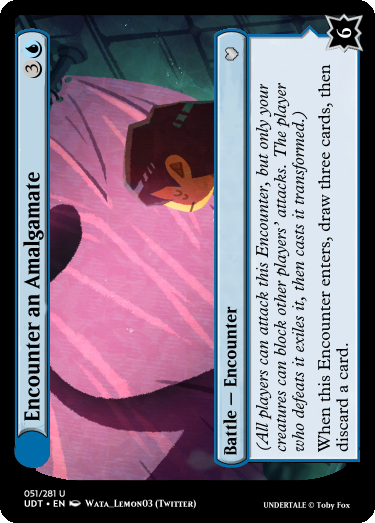 Encounter an Amalgamate
3
Battle — Encounter
(All players can attack this Encounter, but only your
creatures can block other players' attacks. The player
who defeats it exiles it, then casts it transformed.)
When this Encounter enters, draw three cards, then
discard a card.
6
051/281 U
UDT • EN Wata_Lemon03 (Twitter)
UNDERTALE © Toby Fox